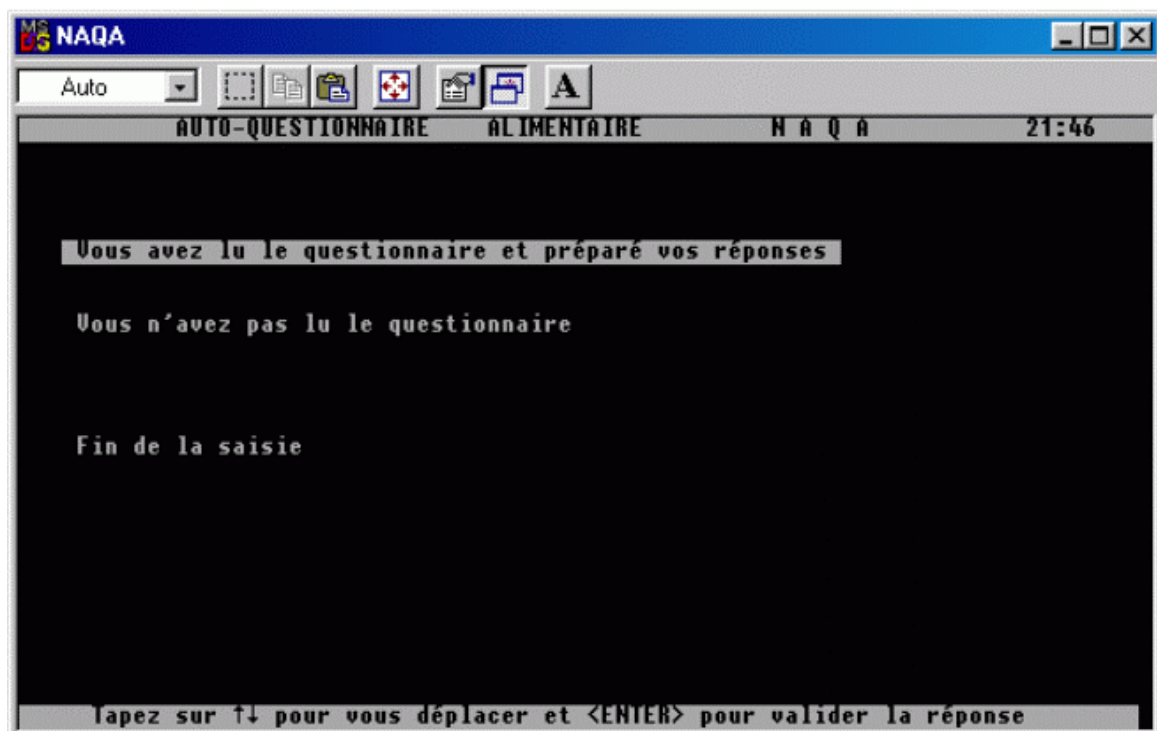 NAQA
Auto
A
AUTO-QUESTIONNAIRE ALIMENTAIRE N A Q A 21:46
Vous avez lu le questionnaire et préparé vos réponses
Vous n'avez pas lu le questionnaire
Fin de la saisie
Tapez sur ↑↓ pour vous déplacer et <ENTER> pour valider la réponse